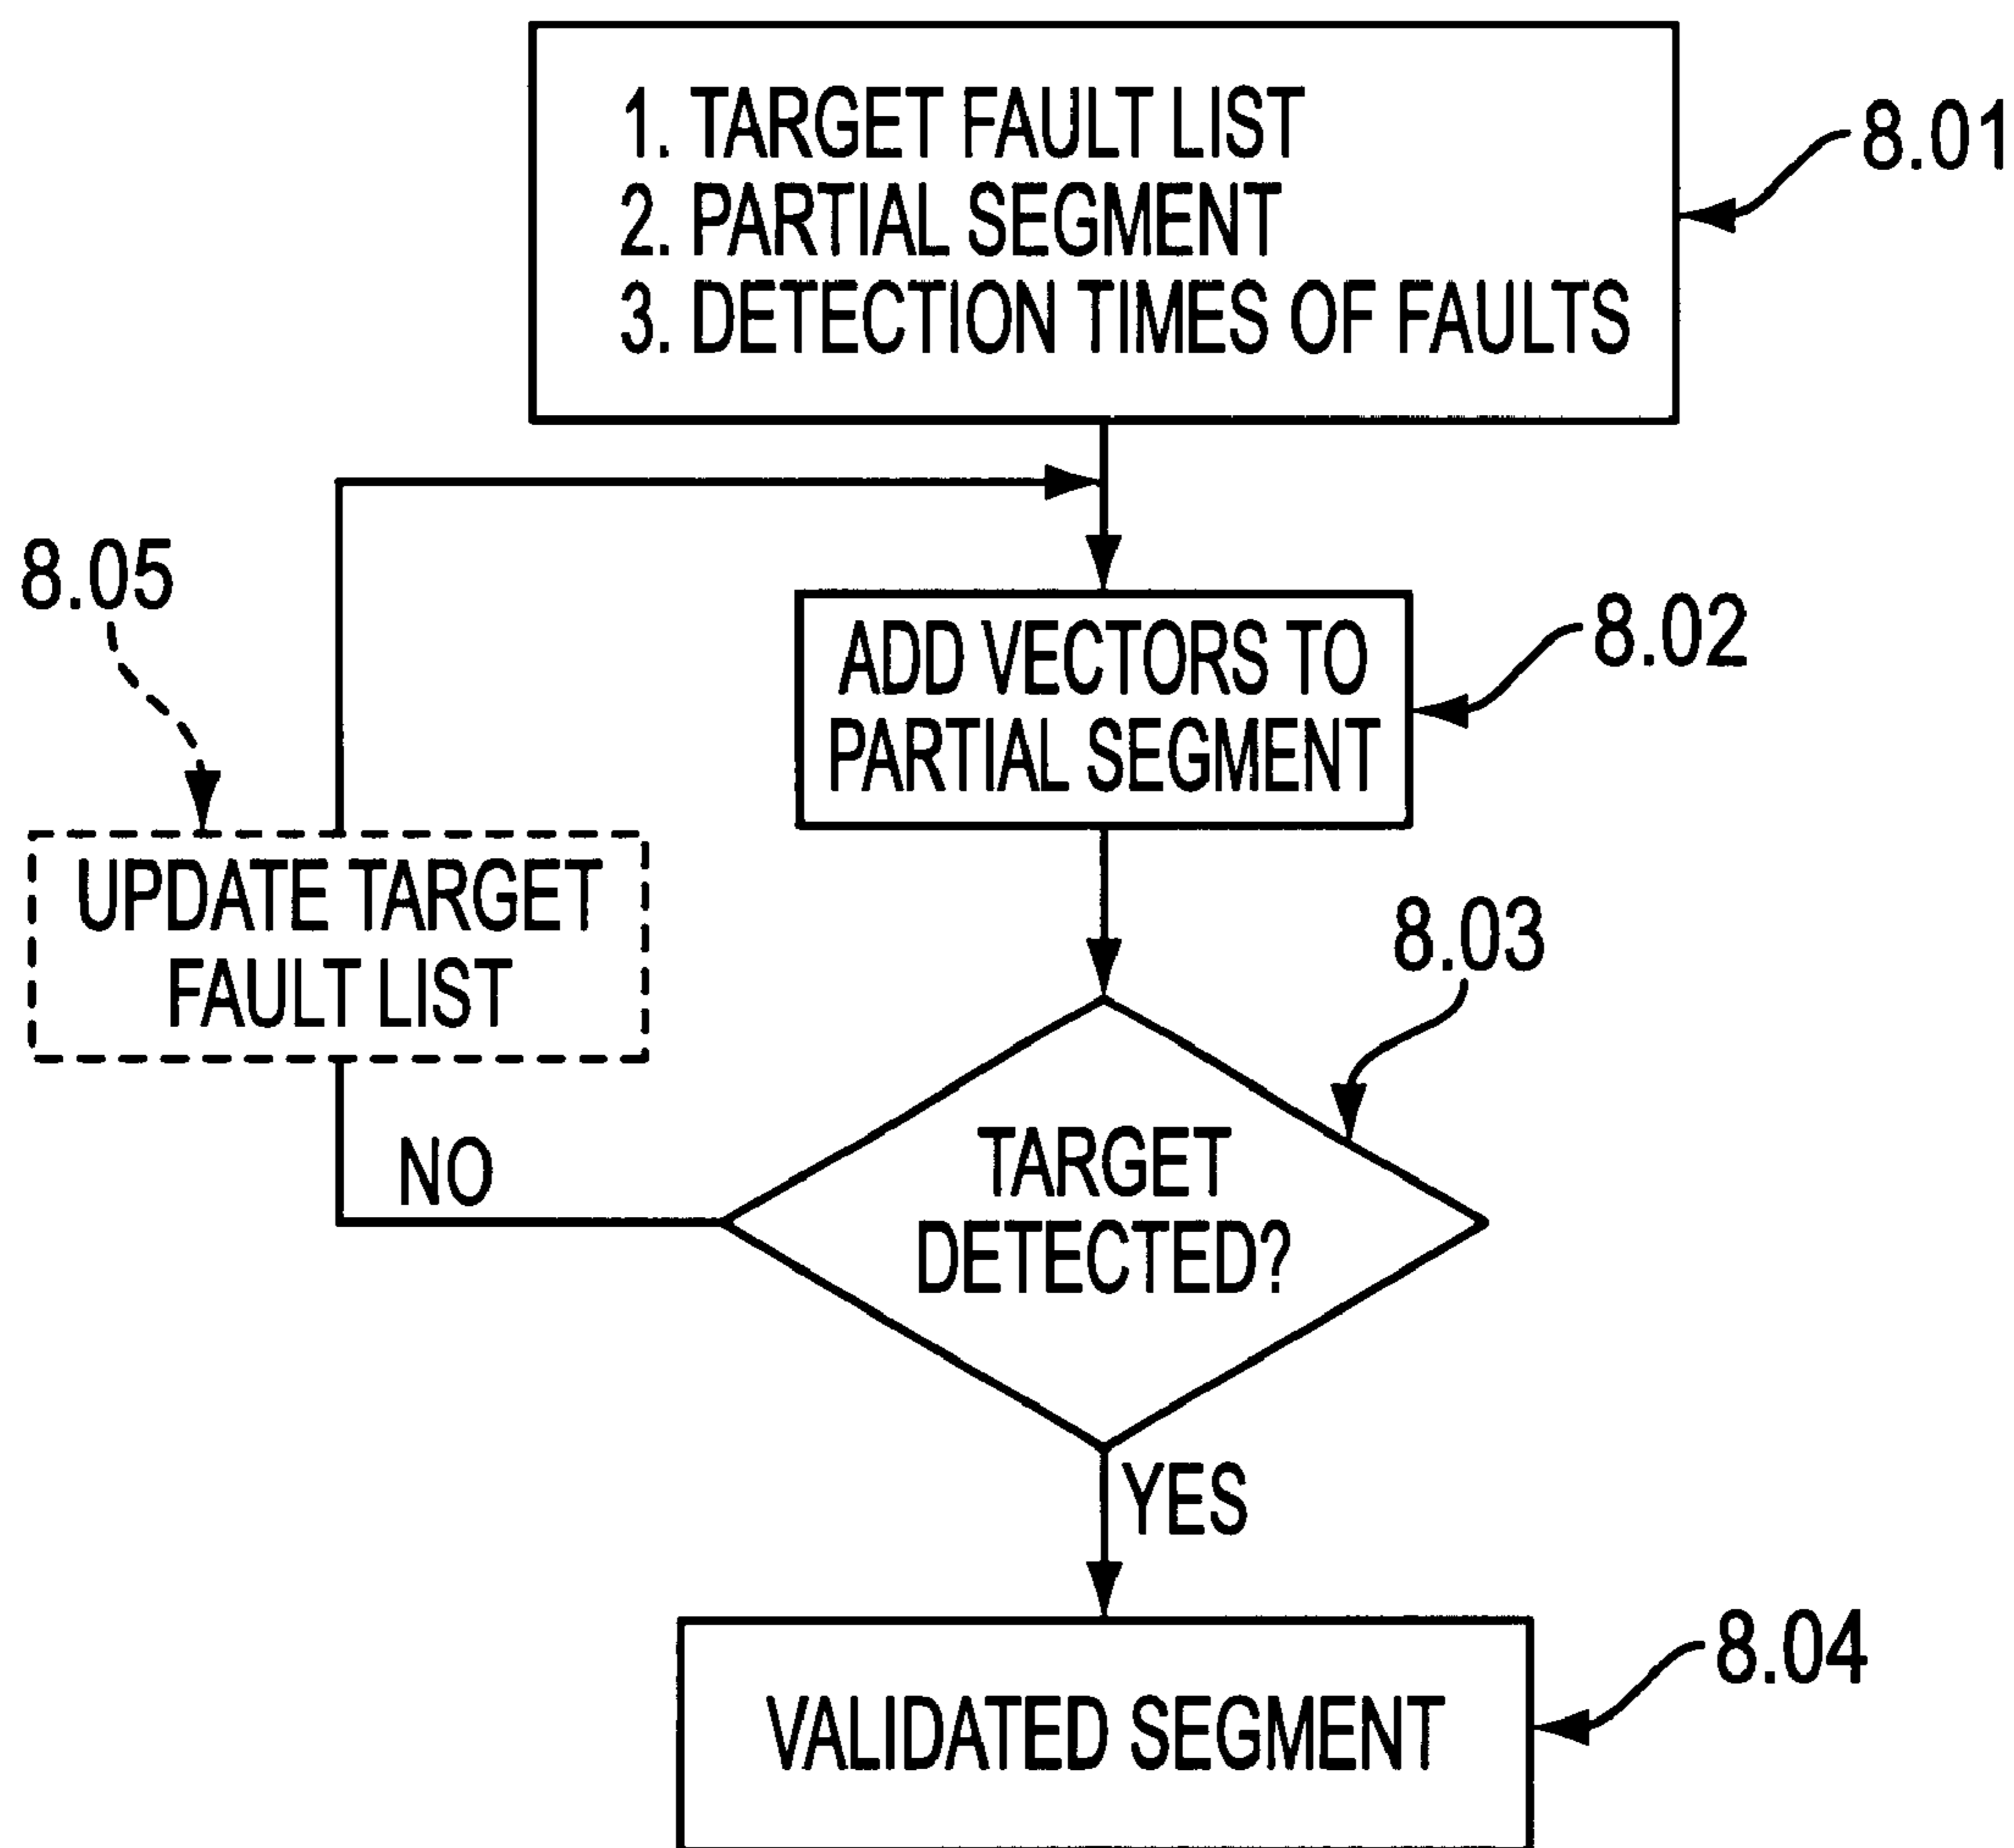 1. TARGET FAULT LIST
2. PARTIAL SEGMENT
3. DETECTION TIMES OF FAULTS
8.01
8.05
ADD VECTORS TO
PARTIAL SEGMENT
8.02
UPDATE TARGET
FAULT LIST
8.03
TARGET
DETECTED?
NO
YES
VALIDATED SEGMENT
8.04